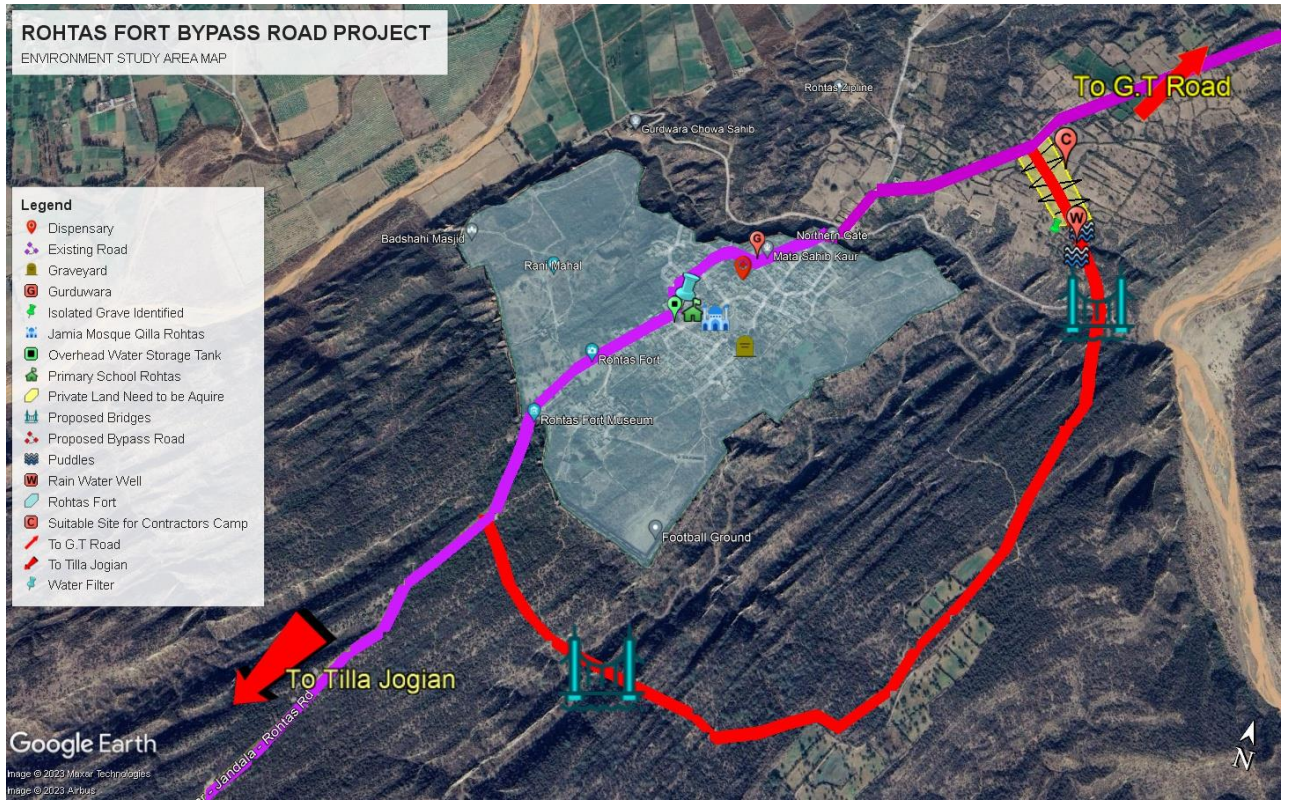 ROHTAS FORT BYPASS ROAD PROJECT
ENVIRONMENT STUDY AREA MAP
To G.T Road
Rohtas Zipline
Gurdwara Chowa Sahib
C
W
Legend
Dispensary
Existing Road
Graveyard
G Gurduwara
Isolated Grave Identified
Jamia Mosque Qilla Rohtas
Overhead Water Storage Tank
Primary School Rohtas
Private Land Need to be Aquire
Proposed Bridges
Proposed Bypass Road
Puddles
W Rain Water Well
Rohtas Fort
C Suitable Site for Contractors Camp
To G.T Road
To Tilla Jogian
Water Filter
Badshahi Masjid
Rani Mahal
Northern Gate
G
Mata Sahib Kaur
Rohtas Fort
Rohtas Fort Museum
Football Ground
To Tilla Jogian
Jandala - Rohtas Rd
Google Earth
Image © 2023 Maxar Technologies
Image © 2023 Airbus
N